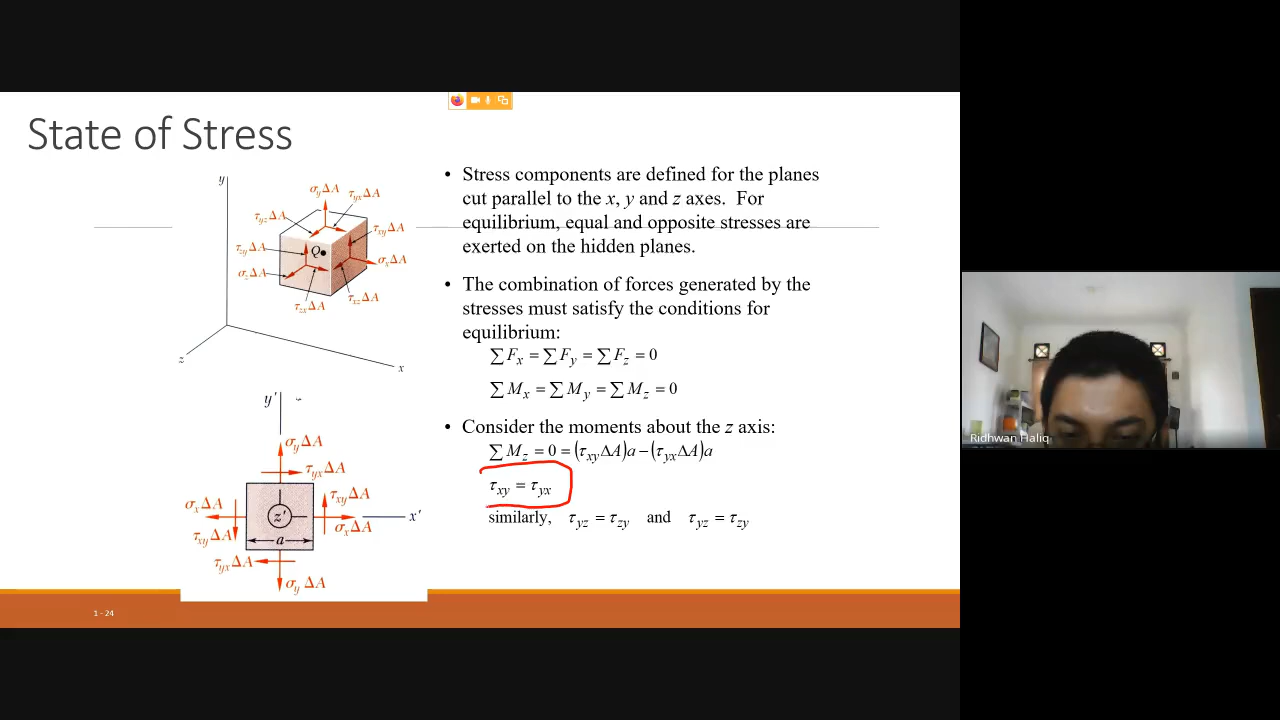 State of Stress
y
σyΔA
τyxΔA
τyzΔA
τxyΔA
τzyΔA
Q
σxΔA
σzΔA
τzxΔA
τxzΔA
z
x
y'
σyΔA
τyxΔA
σxΔA
τxyΔA
z'
x'
τxyΔA
σxΔA
a
τyxΔA
σy ΔA
• Stress components are defined for the planes
cut parallel to the x, y and z axes. For
equilibrium, equal and opposite stresses are
exerted on the hidden planes.
• The combination of forces generated by the
stresses must satisfy the conditions for
equilibrium:
∑ Fx = ∑ Fy = ∑ Fz = 0
∑ Mx = ∑ My = ∑ Mz = 0
• Consider the moments about the z axis:
∑ Mz = 0 = (τxyΔA)a − (τyxΔA)a
τxy = τyx
similarly, τyz = τzy and τyz = τzy
1 - 24
Ridhwan Haliq